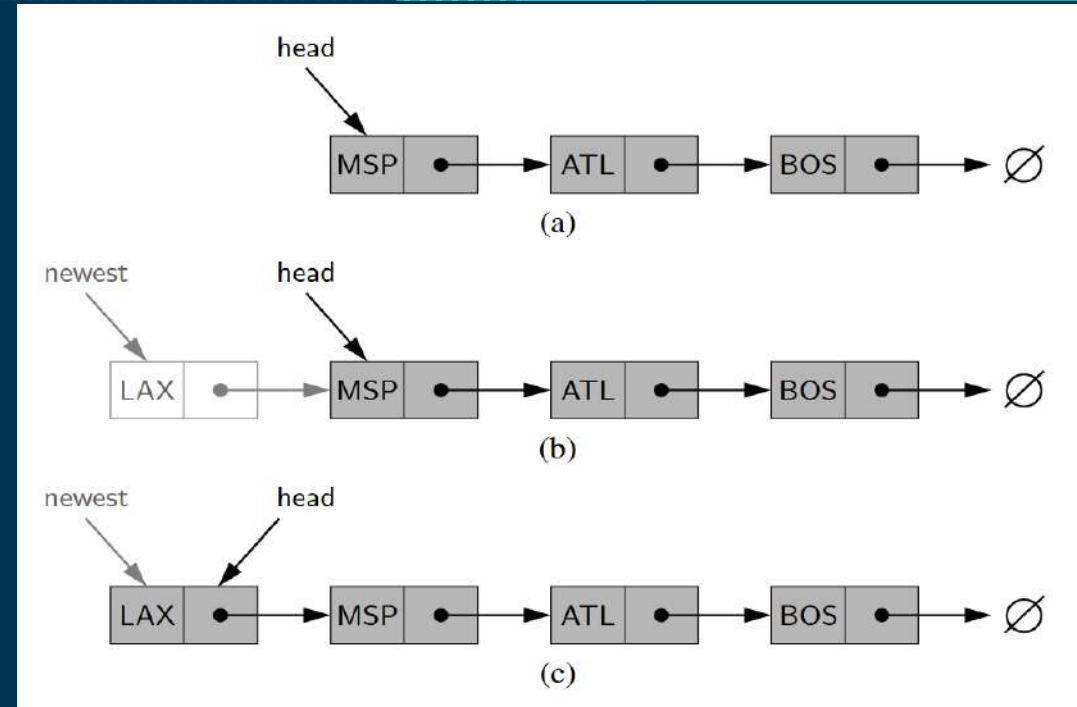 head
MSP ATL BOS ∅
(a)
newest head
LAX MSP ATL BOS ∅
(b)
newest head
LAX MSP ATL BOS ∅
(c)